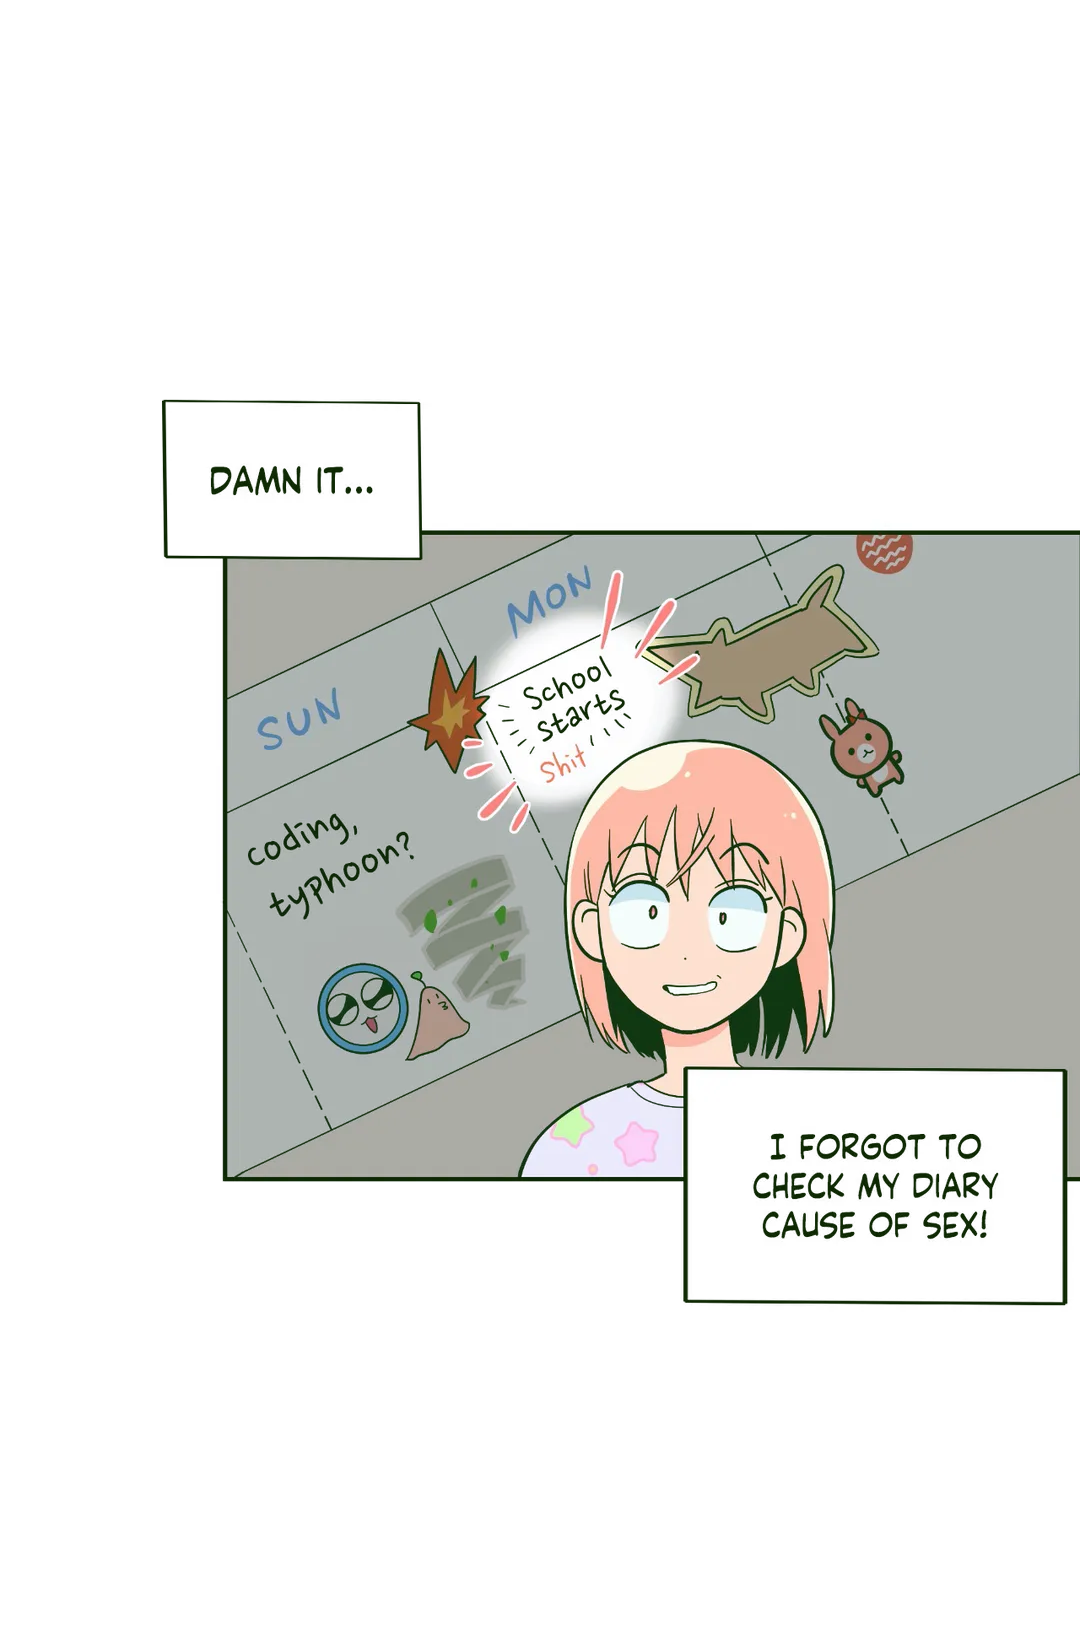 DAMN IT...
SUN
MON
School
starts
Shit
coding,
typhoon?
I FORGOT TO
CHECK MY DIARY
CAUSE OF SEX!